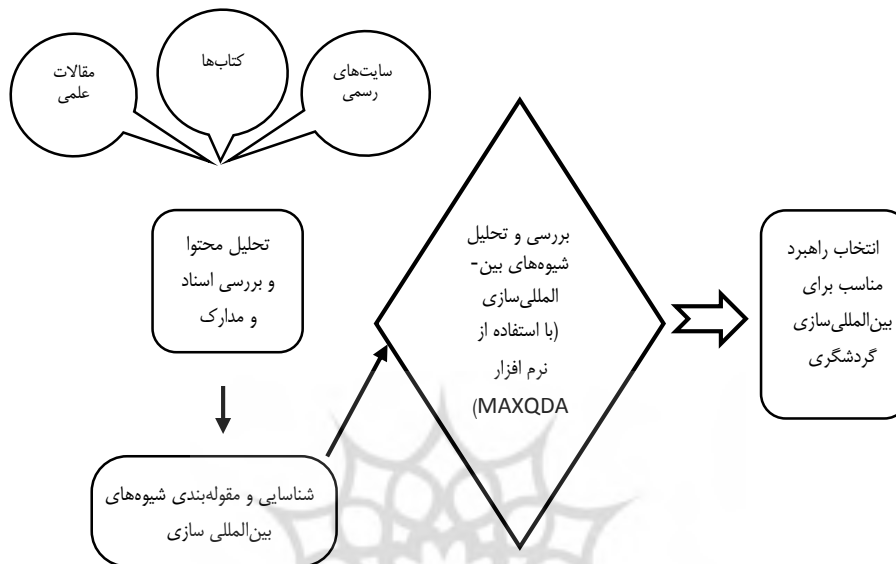 مقالات
علمی
کتاب‌ها
سایت‌های
رسمی
تحلیل محتوا
و بررسی اسناد
و مدارک
شناسایی و مقوله‌بندی شیوه‌های
بین‌المللی سازی
بررسی و تحلیل
شیوه‌های بین-
المللی‌سازی
(با استفاده از
نرم افزار
MAXQDA)
انتخاب راهبرد
مناسب برای
بین‌المللی‌سازی
گردشگری